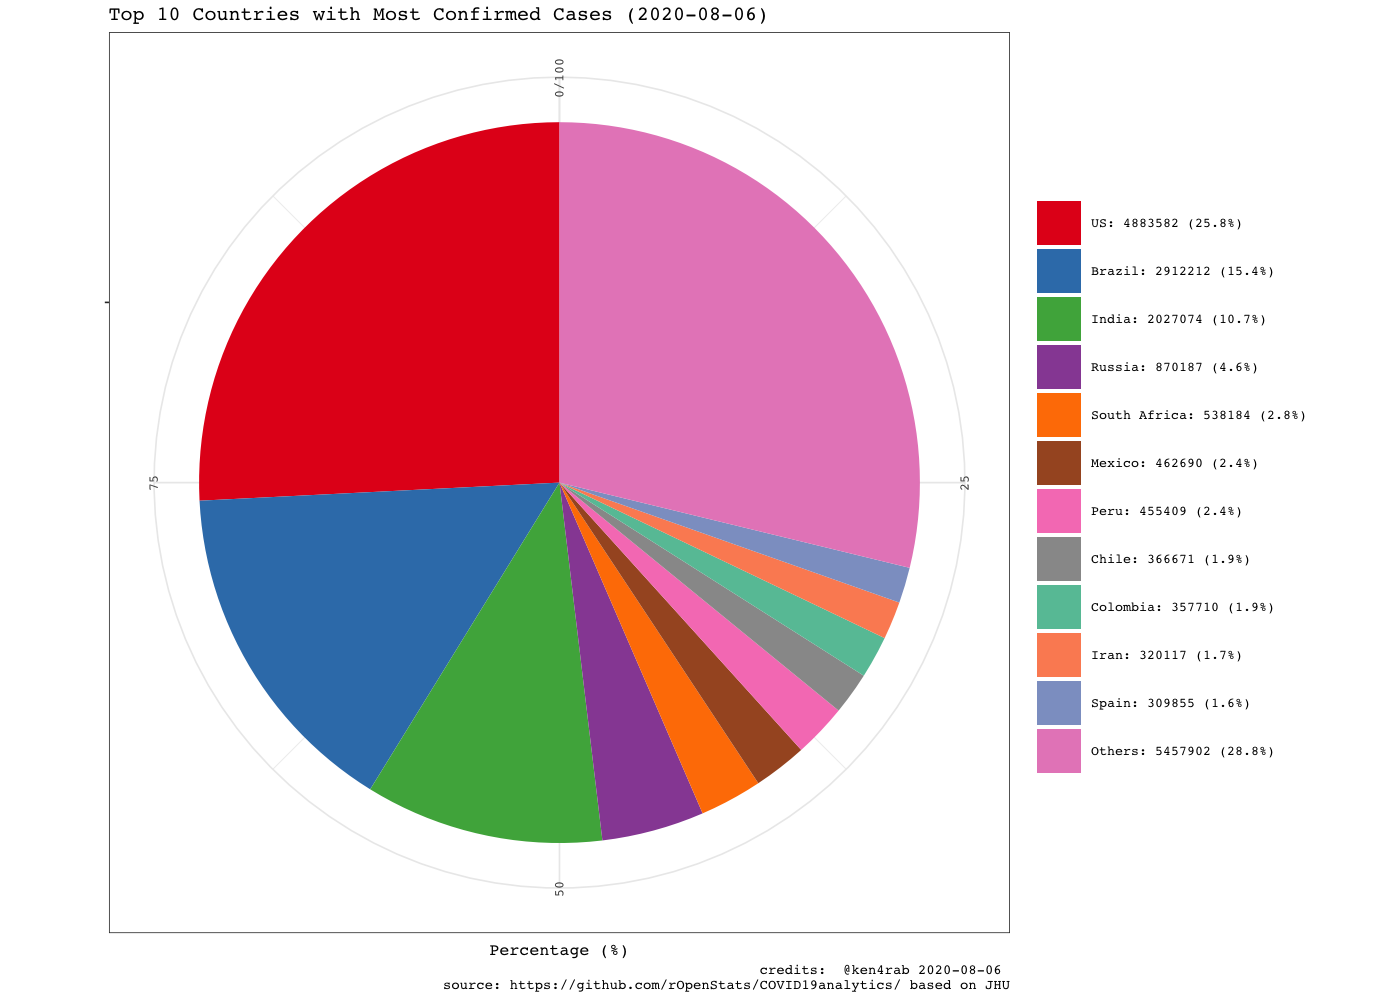 Top 10 Countries with Most Confirmed Cases (2020-08-06)
0/100
75
25
50
US: 4883582 (25.8%)
Brazil: 2912212 (15.4%)
India: 2027074 (10.7%)
Russia: 870187 (4.6%)
South Africa: 538184 (2.8%)
Mexico: 462690 (2.4%)
Peru: 455409 (2.4%)
Chile: 366671 (1.9%)
Colombia: 357710 (1.9%)
Iran: 320117 (1.7%)
Spain: 309855 (1.6%)
Others: 5457902 (28.8%)
Percentage (%)
credits:  @ken4rab 2020-08-06
source: https://github.com/rOpenStats/COVID19analytics/ based on JHU